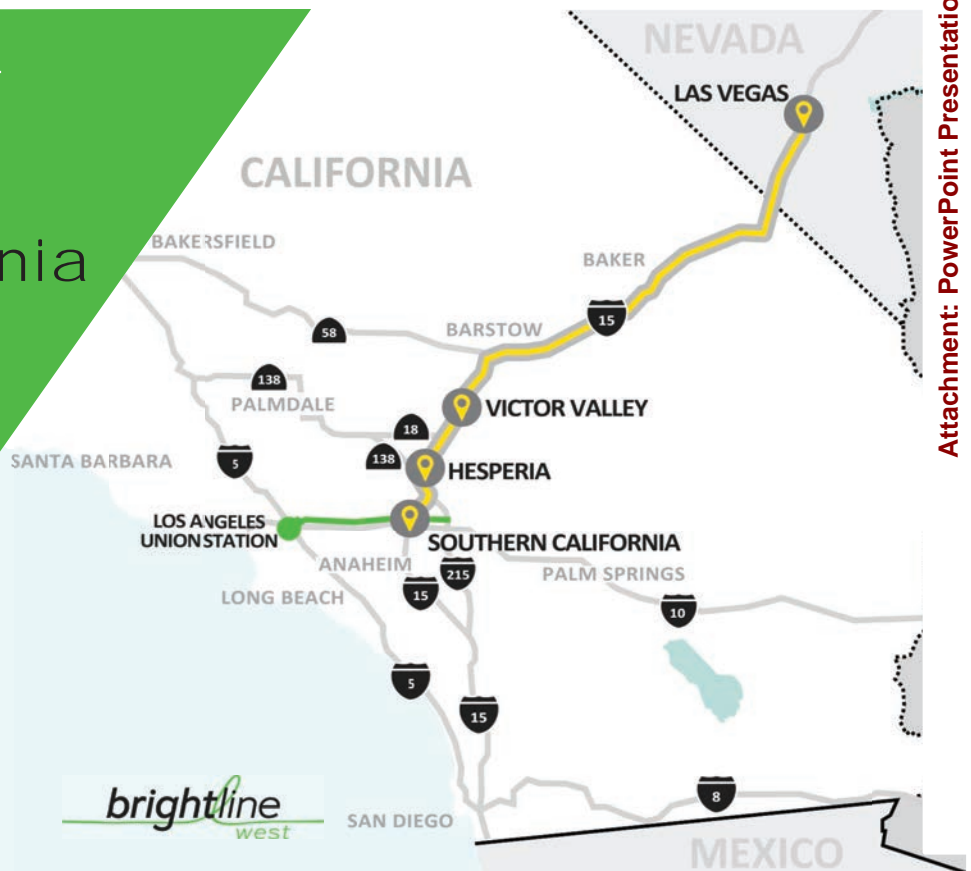 NEVADA
LAS VEGAS
CALIFORNIA
nia
BAKERSFIELD
BAKER
15
58
BARSTOW
138
PALMDALE
VICTOR VALLEY
18
138
SANTA BARBARA
5
HESPERIA
LOS ANGELES
UNION STATION
SOUTHERN CALIFORNIA
ANAHEIM
215
PALM SPRINGS
15
LONG BEACH
10
5
15
8
brightline
west
SAN DIEGO
MEXICO
Attachment: PowerPoint Presentatio